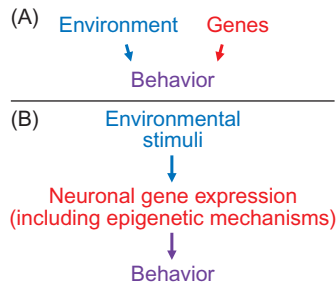 (A)
Environment Genes
Behavior
(B)
Environmental
stimuli
Neuronal gene expression
(including epigenetic mechanisms)
Behavior